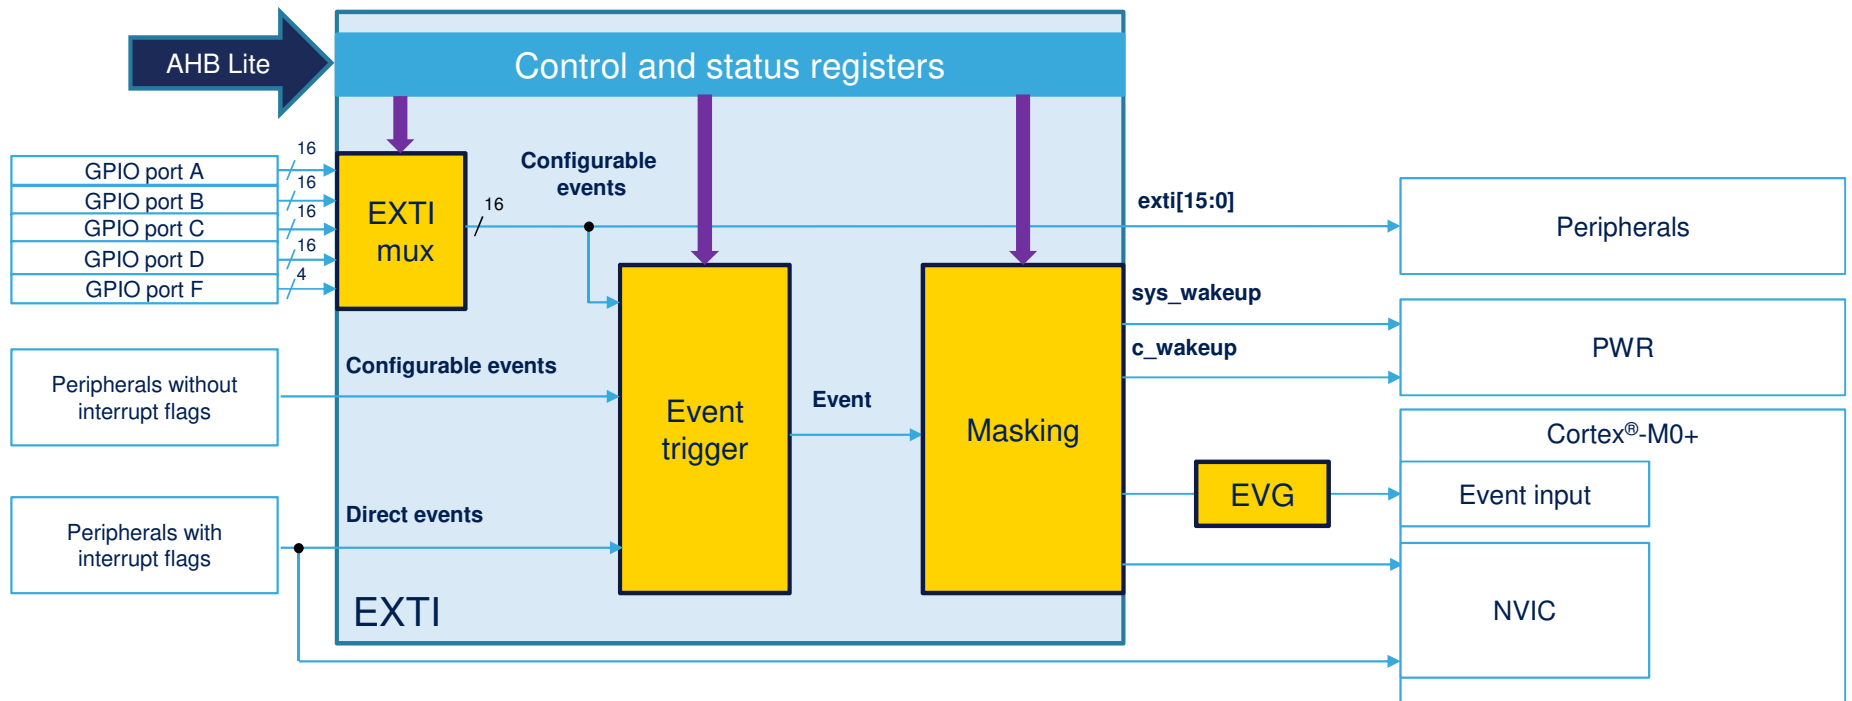 AHB Lite
Control and status registers
GPIO port A
16
GPIO port B
16
GPIO port C
16
GPIO port D
16
GPIO port F
4
EXTI
mux
16
Configurable
events
exti[15:0]
Peripherals
sys_wakeup
c_wakeup
PWR
Peripherals without
interrupt flags
Configurable events
Event
trigger
Event
Masking
Cortex®-M0+
EVG
Event input
Peripherals with
interrupt flags
Direct events
NVIC
EXTI